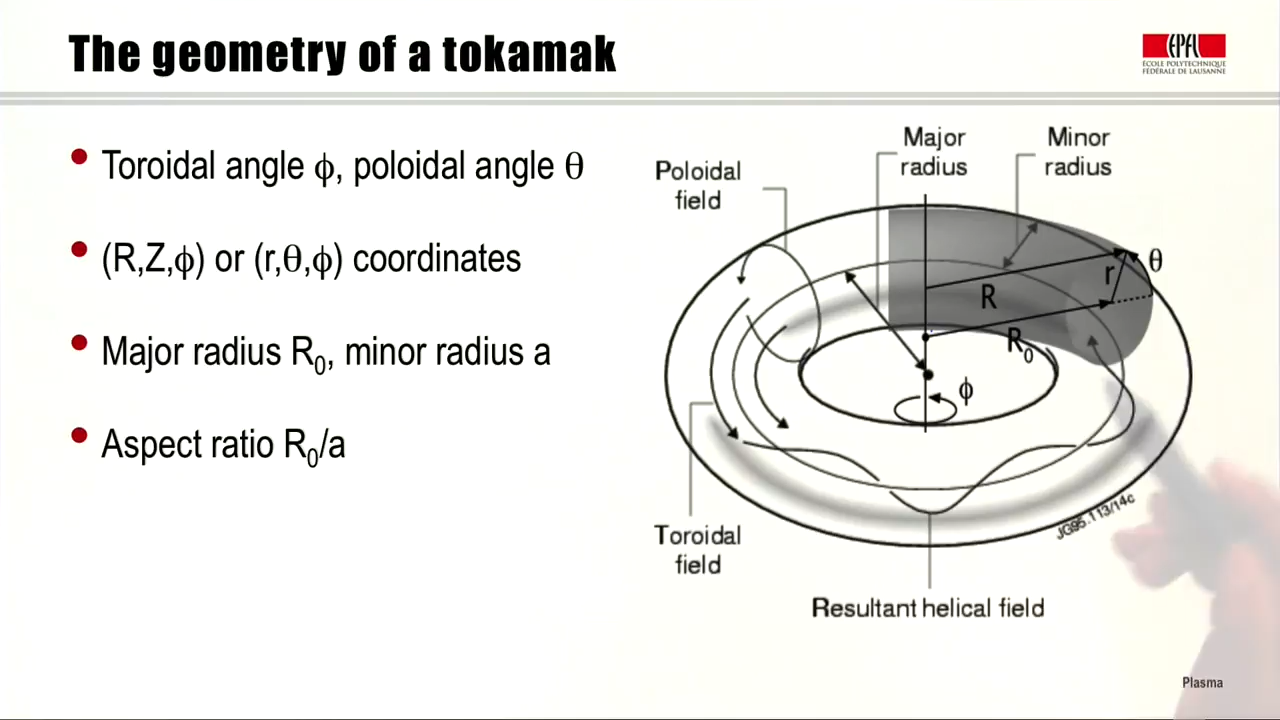 The geometry of a tokamak
EPFL
ÉCOLE POLYTECHNIQUE
FÉDÉRALE DE LAUSANNE
• Toroidal angle ϕ, poloidal angle θ
• (R,Z,ϕ) or (r,θ,ϕ) coordinates
• Major radius R₀, minor radius a
• Aspect ratio R₀/a
Major
radius
Minor
radius
Poloidal
field
θ
r
R
R₀
ϕ
Toroidal
field
JG95.113/14c
Resultant helical field
Plasma